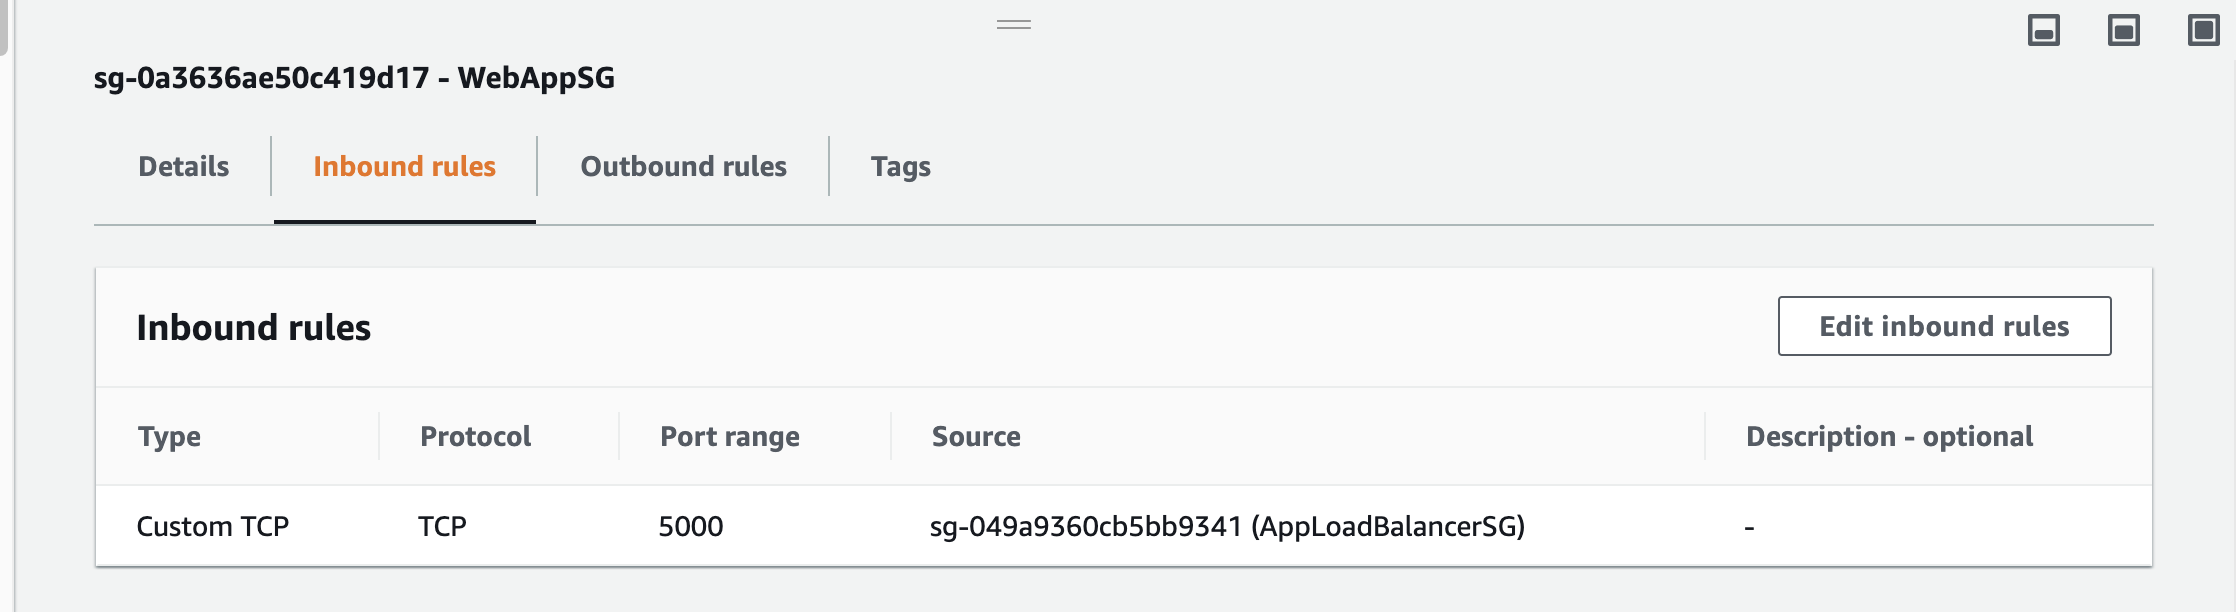 sg-0a3636ae50c419d17 - WebAppSG
Details Inbound rules Outbound rules Tags
Inbound rules Edit inbound rules
Type Protocol Port range Source Description - optional
Custom TCP TCP 5000 sg-049a9360cb5bb9341 (AppLoadBalancerSG) -